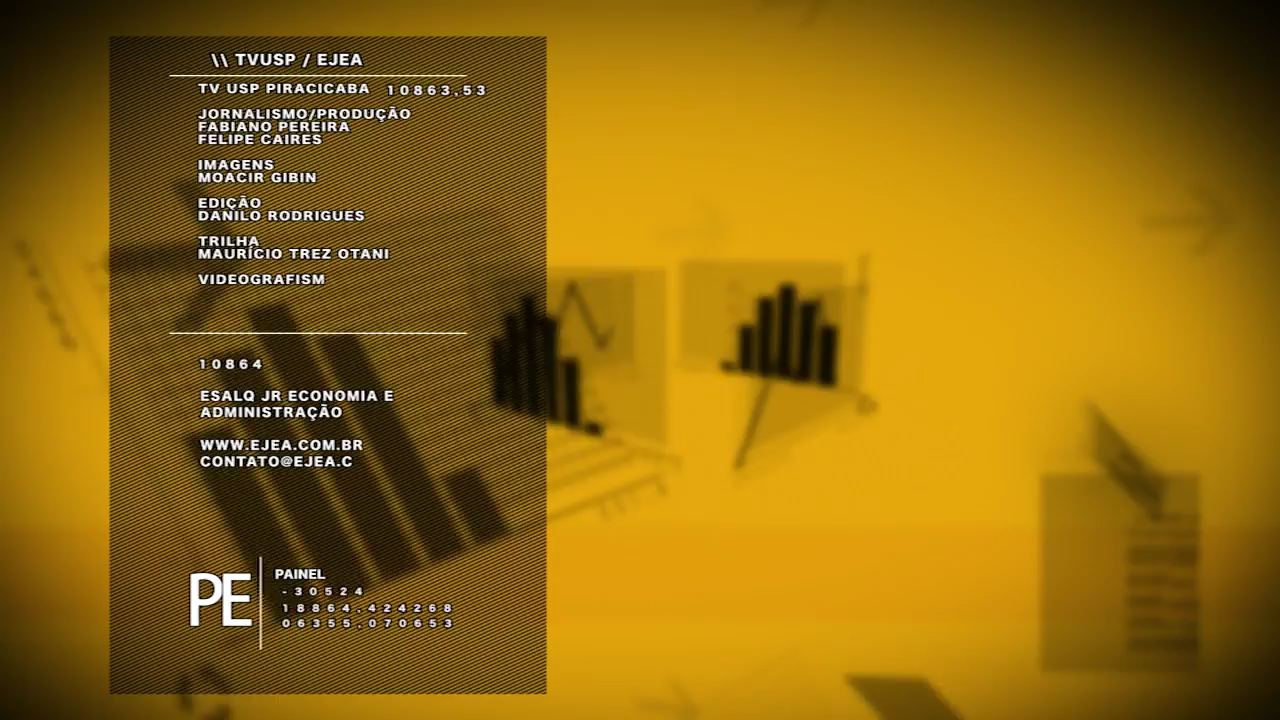 \\ TVUSP / EJEA
TV USP PIRACICABA 10863,53
JORNALISMO/PRODUÇÃO
FABIANO PEREIRA
FELIPE CAIRES
IMAGENS
MOACIR GIBIN
EDIÇÃO
DANILO RODRIGUES
TRILHA
MAURÍCIO TREZ OTANI
VIDEOGRAFISM
10864
ESALQ JR ECONOMIA E
ADMINISTRAÇÃO
WWW.EJEA.COM.BR
CONTATO@EJEA.C
PE
PAINEL
-30524
18864,424268
06355,070653